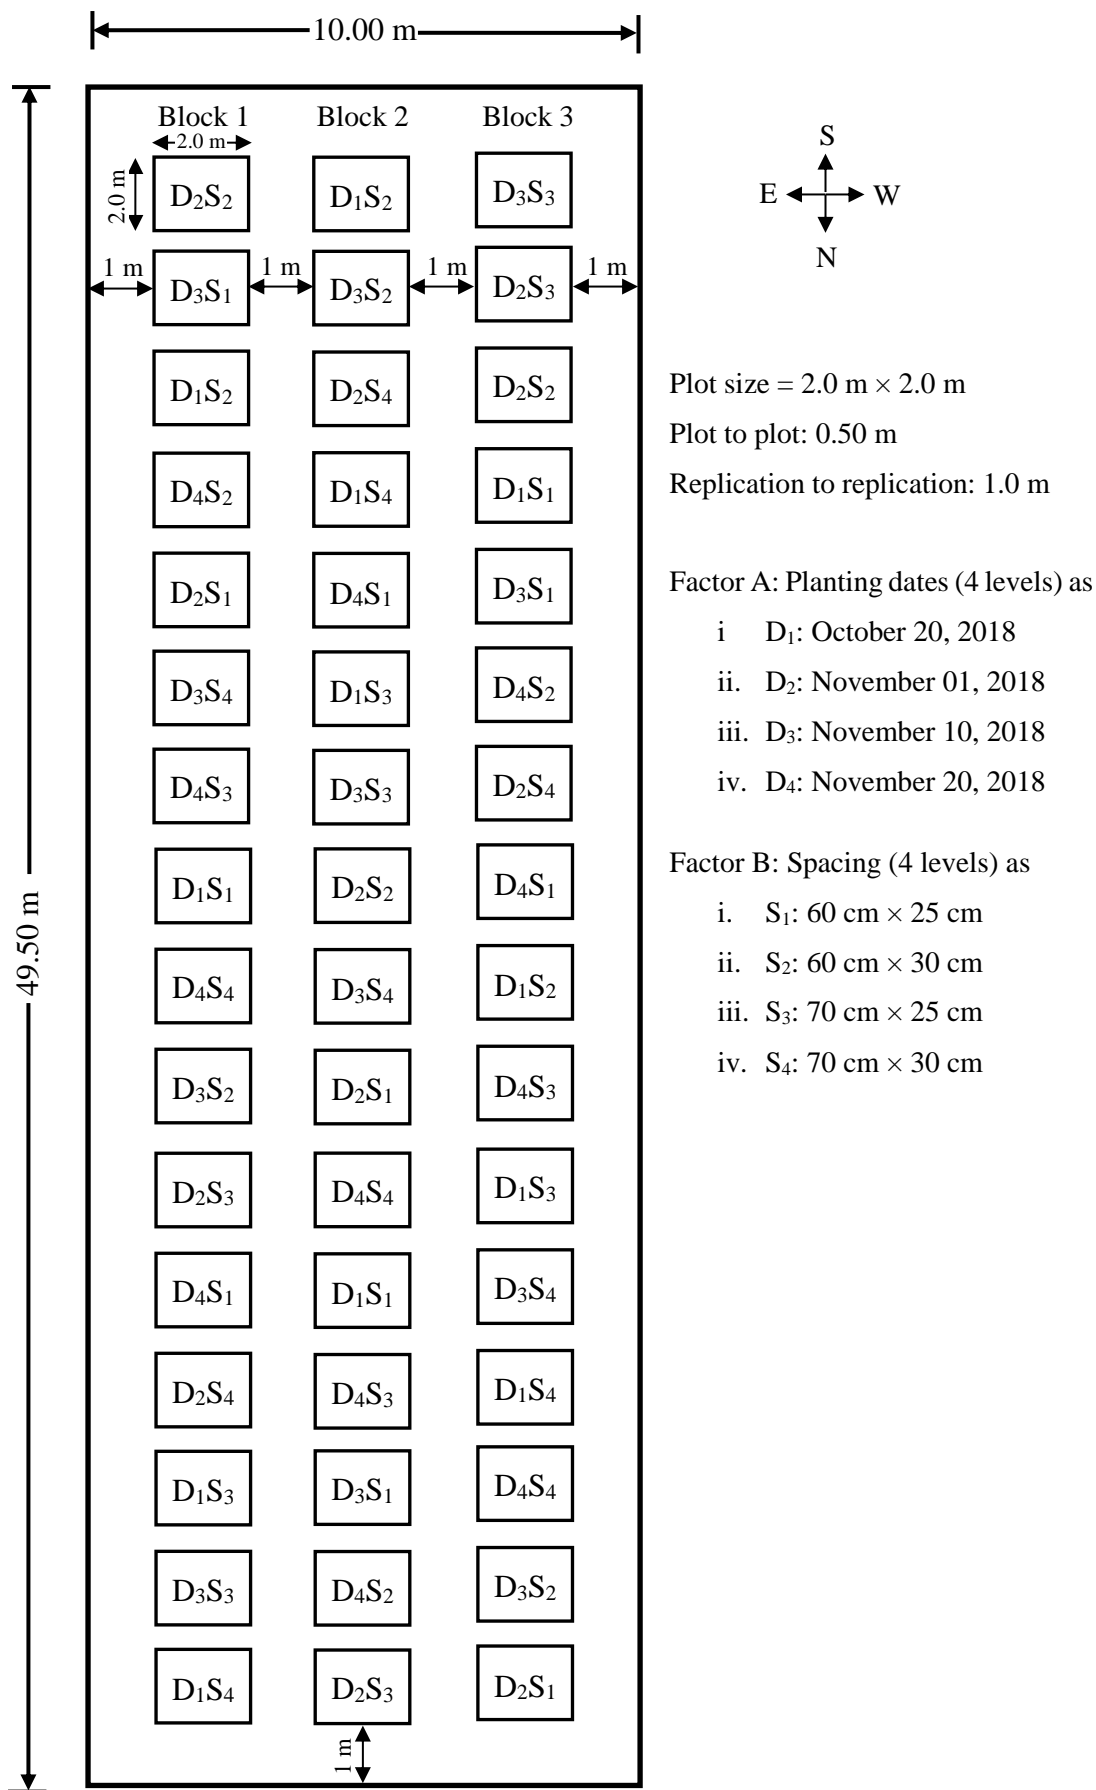 10.00 m
Block 1 Block 2 Block 3
2.0 m
2.0 m
D₂S₂ D₁S₂ D₃S₃
1 m 1 m 1 m 1 m
D₃S₁ D₃S₂ D₂S₃
D₁S₂ D₂S₄ D₂S₂
D₄S₂ D₁S₄ D₁S₁
D₂S₁ D₄S₁ D₃S₁
D₃S₄ D₁S₃ D₄S₂
D₄S₃ D₃S₃ D₂S₄
D₁S₁ D₂S₂ D₄S₁
49.50 m
D₄S₄ D₃S₄ D₁S₂
D₃S₂ D₂S₁ D₄S₃
D₂S₃ D₄S₄ D₁S₃
D₄S₁ D₁S₁ D₃S₄
D₂S₄ D₄S₃ D₁S₄
D₁S₃ D₃S₁ D₄S₄
D₃S₃ D₄S₂ D₃S₂
D₁S₄ D₂S₃ D₂S₁
1 m
S
E W
N
Plot size = 2.0 m × 2.0 m
Plot to plot: 0.50 m
Replication to replication: 1.0 m
Factor A: Planting dates (4 levels) as
i D₁: October 20, 2018
ii. D₂: November 01, 2018
iii. D₃: November 10, 2018
iv. D₄: November 20, 2018
Factor B: Spacing (4 levels) as
i. S₁: 60 cm × 25 cm
ii. S₂: 60 cm × 30 cm
iii. S₃: 70 cm × 25 cm
iv. S₄: 70 cm × 30 cm